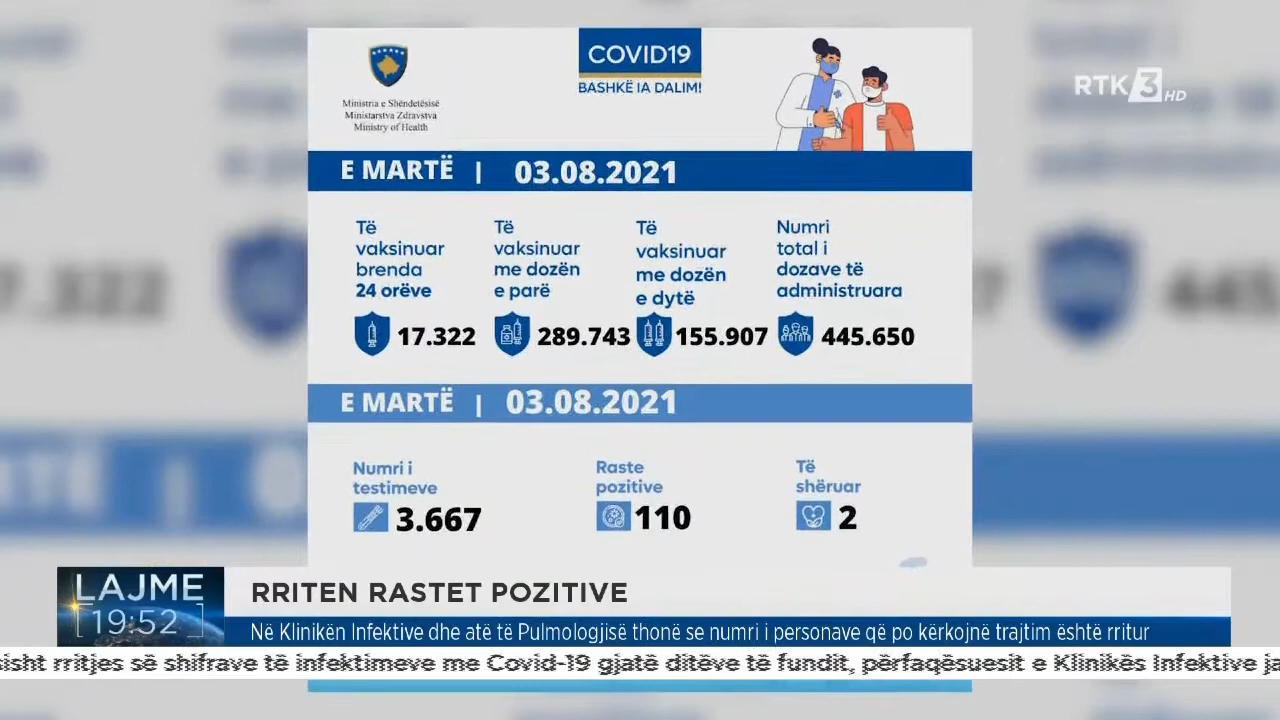 COVID19
BASHKË IA DALIM!
Ministria e Shëndetësisë
Ministarstva Zdravstva
Ministry of Health
RTK 3 HD
E MARTË | 03.08.2021
Të vaksinuar brenda 24 orëve
17.322
Të vaksinuar me dozën e parë
289.743
Të vaksinuar me dozën e dytë
155.907
Numri total i dozave të administruara
445.650
E MARTË | 03.08.2021
Numri i testimeve
3.667
Raste pozitive
110
Të shëruar
2
LAJME
19:52
RRITEN RASTET POZITIVE
Në Klinikën Infektive dhe atë të Pulmologjisë thonë se numri i personave që po kërkojnë trajtim është rritur
rritjes së shifrave të infektimeve me Covid-19 gjatë ditëve të fundit, përfaqësuesit e Klinikës Infektive